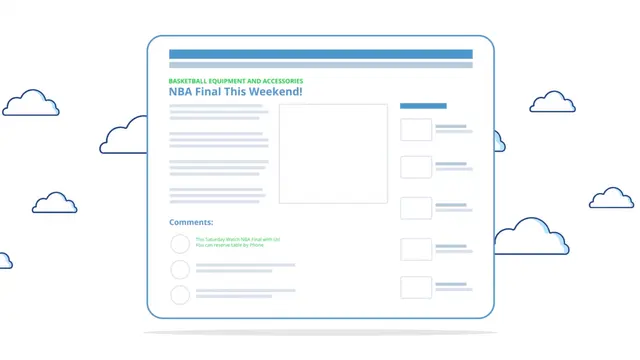 BASKETBALL EQUIPMENT AND ACCESSORIES
NBA Final This Weekend!
Comments:
This Saturday Watch NBA Final with Us!
You can reserve table By Phone